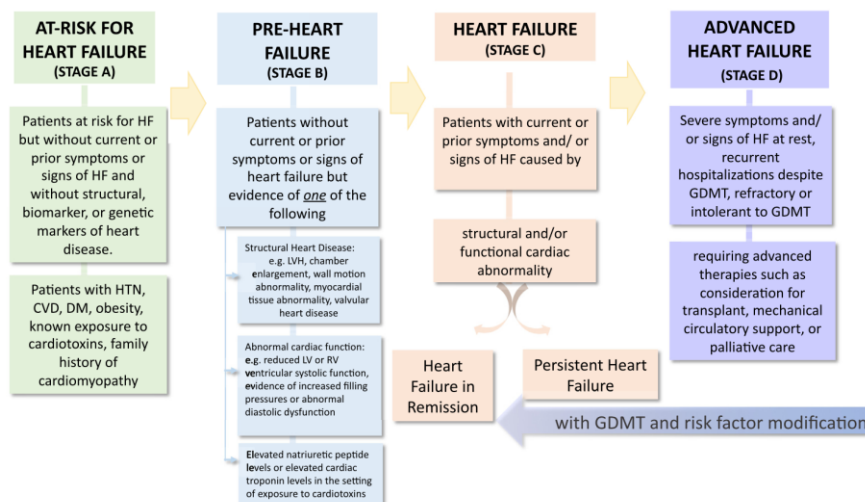 AT-RISK FOR
HEART FAILURE
(STAGE A)
Patients at risk for HF
but without current or
prior symptoms or
signs of HF and
without structural,
biomarker, or genetic
markers of heart
disease.
Patients with HTN,
CVD, DM, obesity,
known exposure to
cardiotoxins, family
history of
cardiomyopathy
PRE-HEART
FAILURE
(STAGE B)
Patients without
current or prior
symptoms or signs of
heart failure but
evidence of one of the
following
Structural Heart Disease:
e.g. LVH, chamber
enlargement, wall motion
abnormality, myocardial
tissue abnormality, valvular
heart disease
Abnormal cardiac function:
e.g. reduced LV or RV
ventricular systolic function,
evidence of increased filling
pressures or abnormal
diastolic dysfunction
Elevated natriuretic peptide
levels or elevated cardiac
troponin levels in the setting
of exposure to cardiotoxins
HEART FAILURE
(STAGE C)
Patients with current or
prior symptoms and/ or
signs of HF caused by
structural and/or
functional cardiac
abnormality
Heart
Failure in
Remission
Persistent Heart
Failure
ADVANCED
HEART FAILURE
(STAGE D)
Severe symptoms and/
or signs of HF at rest,
recurrent
hospitalizations despite
GDMT, refractory or
intolerant to GDMT
requiring advanced
therapies such as
consideration for
transplant, mechanical
circulatory support, or
palliative care
with GDMT and risk factor modification